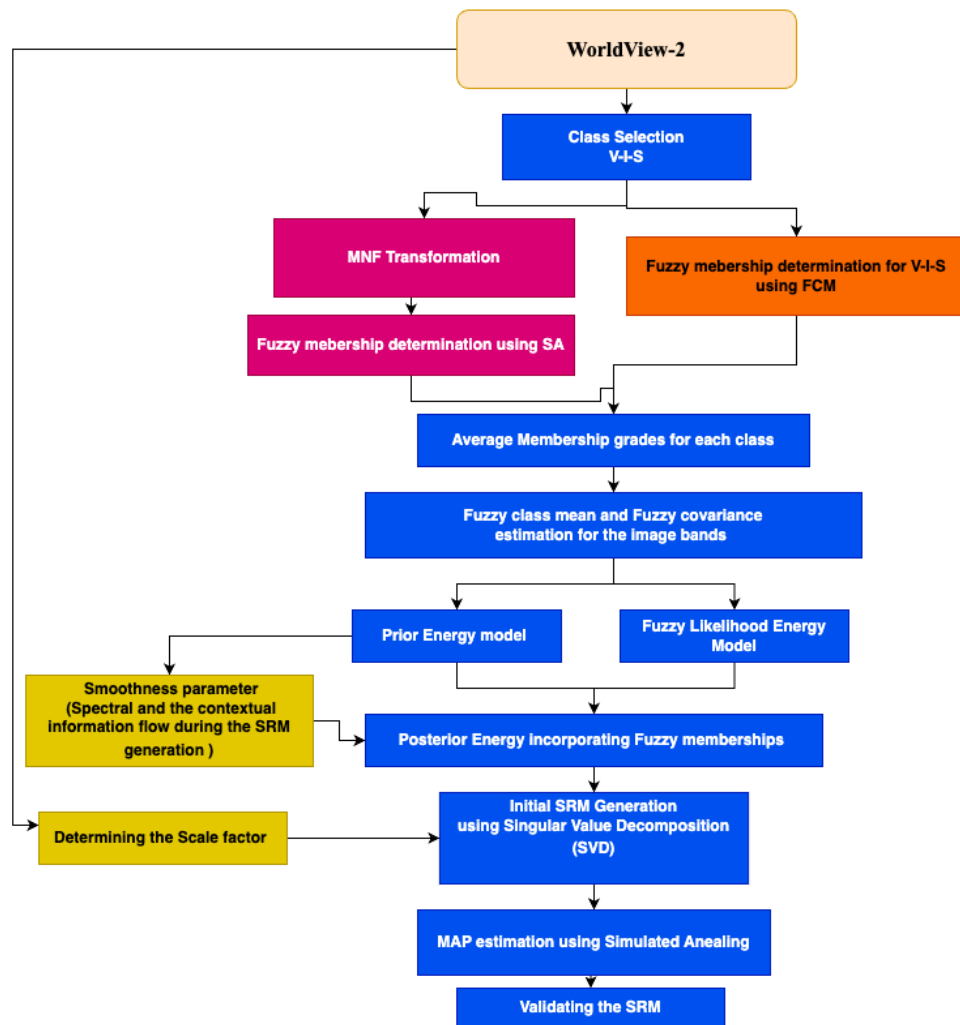 WorldView-2
Class Selection
V-I-S
MNF Transformation
Fuzzy mebership determination for V-I-S
using FCM
Fuzzy mebership determination using SA
Average Membership grades for each class
Fuzzy class mean and Fuzzy covariance
estimation for the image bands
Prior Energy model
Fuzzy Likelihood Energy
Model
Smoothness parameter
(Spectral and the contextual
information flow during the SRM
generation )
Posterior Energy incorporating Fuzzy memberships
Initial SRM Generation
using Singular Value Decomposition
(SVD)
Determining the Scale factor
MAP estimation using Simulated Anealing
Validating the SRM